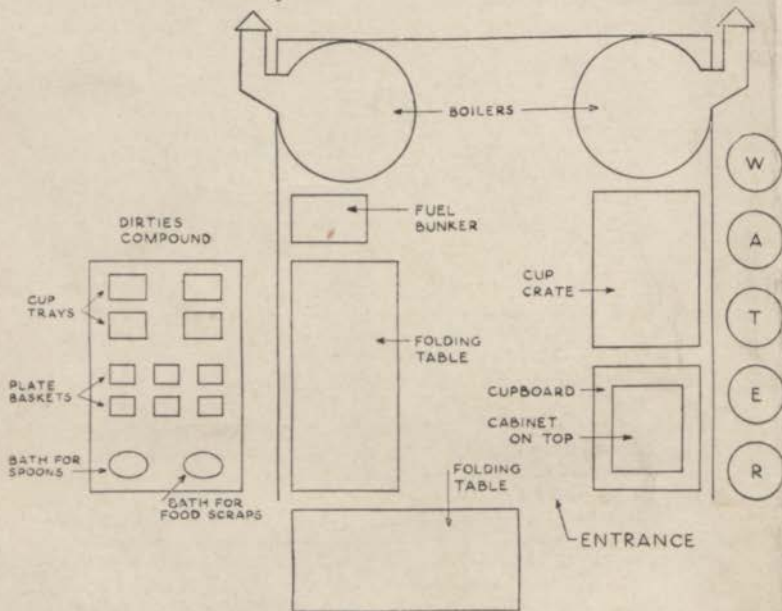 BOILERS
DIRTIES
COMPOUND
FUEL
BUNKER
CUP
TRAYS
CUP
CRATE
FOLDING
TABLE
PLATE
BASKETS
CUPBOARD
CABINET
ON TOP
BATH FOR
SPOONS
BATH FOR
FOOD SCRAPS
FOLDING
TABLE
ENTRANCE
W
A
T
E
R